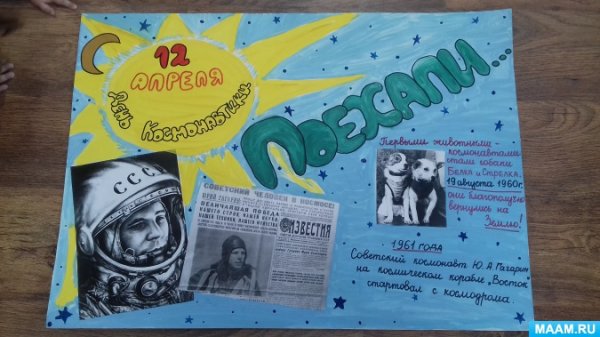 12
АПРЕЛЯ
День Космонавтики
Поехали...
СССР
СОВЕТСКИЙ ЧЕЛОВЕК В КОСМОСЕ!
ВЕЛИЧАЙШАЯ ПОБЕДА
ИЗВЕСТИЯ
Первыми животными -
космонавтами
стали собаки
Белка и Стрелка.
19 августа 1960г.
они благополучно
вернулись на
Землю!
1961 ГОДА
Советский космонавт Ю.А.Гагарин
на космическом корабле „Восток
стартовал с космодрома.
MAAM.RU